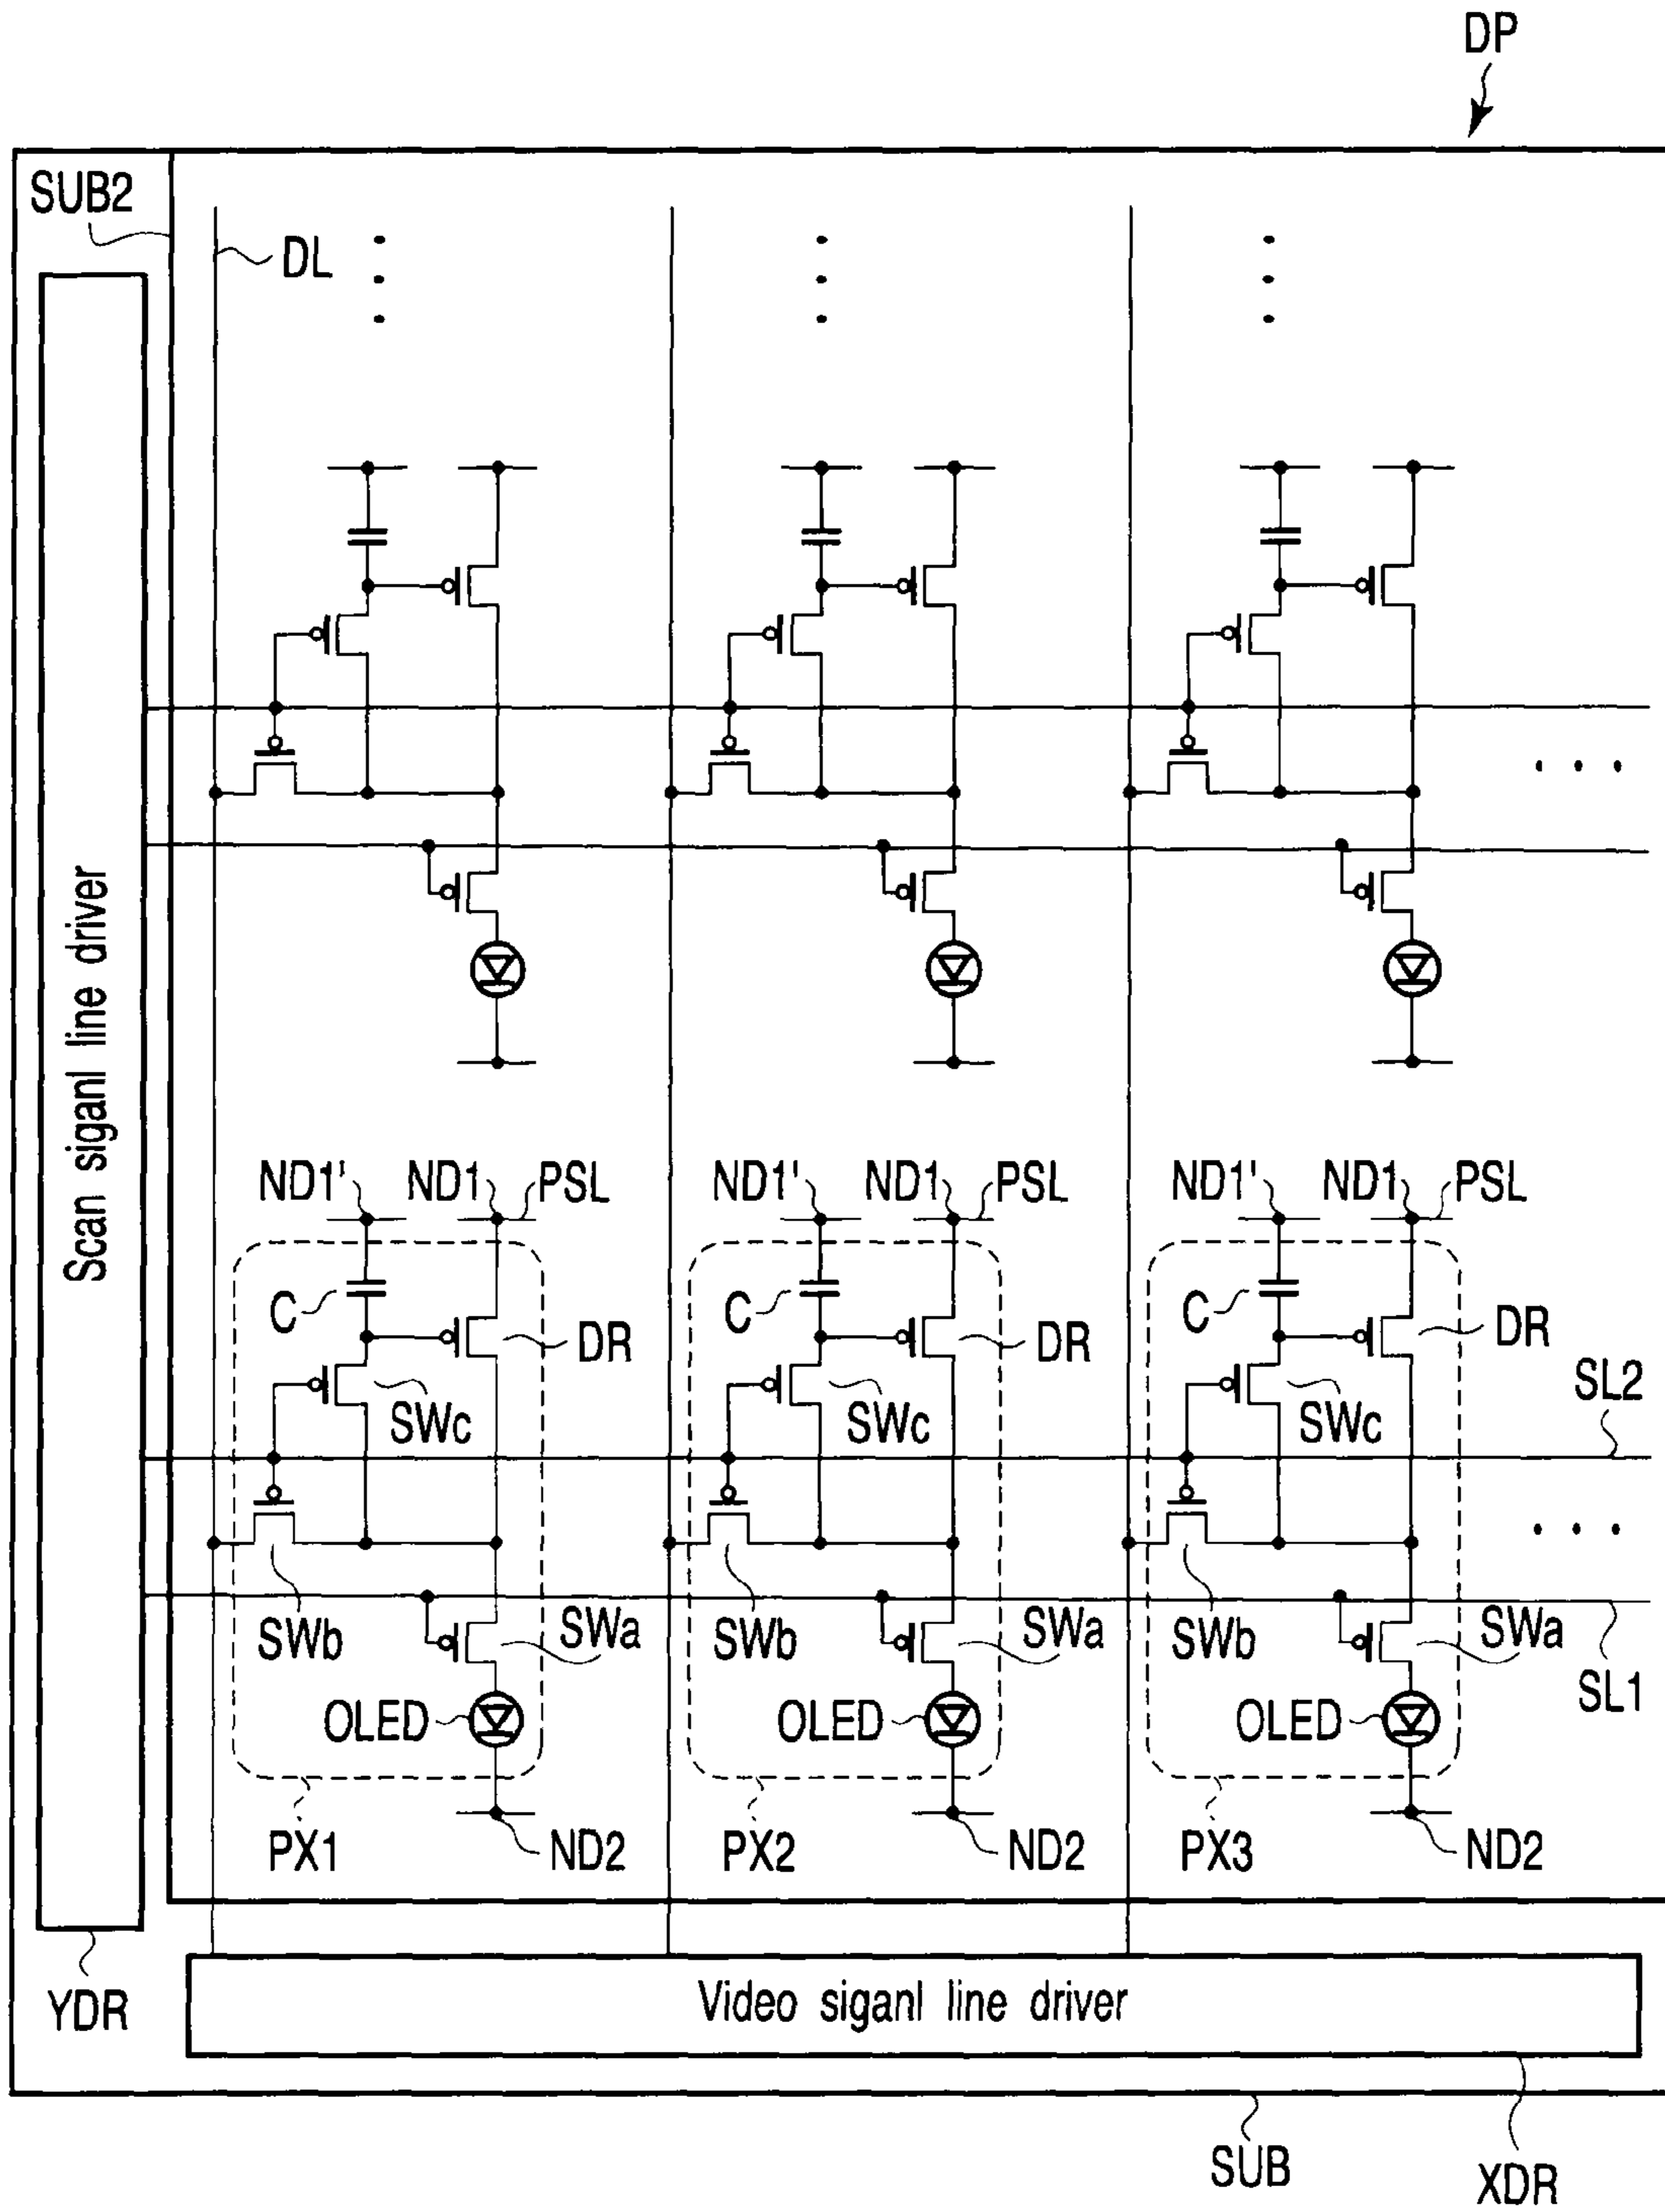 DP
SUB2
DL
Scan siganl line driver
ND1' ND1 PSL ND1' ND1 PSL ND1' ND1 PSL
C DR C DR C DR
SL2
SWc SWc SWc
SWb SWa SWb SWa SWb SWa
SL1
OLED OLED OLED
PX1 ND2 PX2 ND2 PX3 ND2
YDR
Video siganl line driver
SUB
XDR